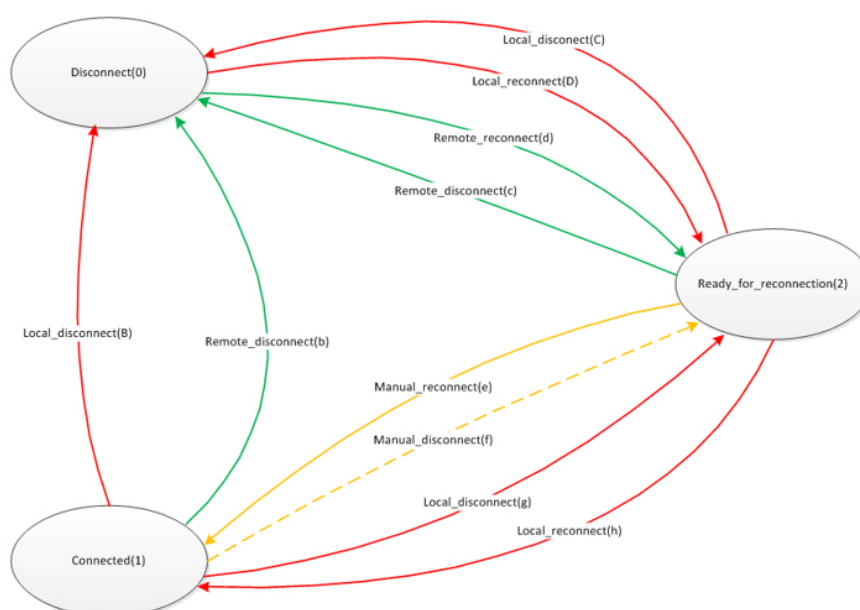 Local_disconect(C)
Disconnect(0)
Local_reconnect(D)
Remote_reconnect(d)
Remote_disconnect(c)
Ready_for_reconnection(2)
Local_disconnect(B)
Remote_disconnect(b)
Manual_reconnect(e)
Manual_disconnect(f)
Local_disconnect(g)
Local_reconnect(h)
Connected(1)